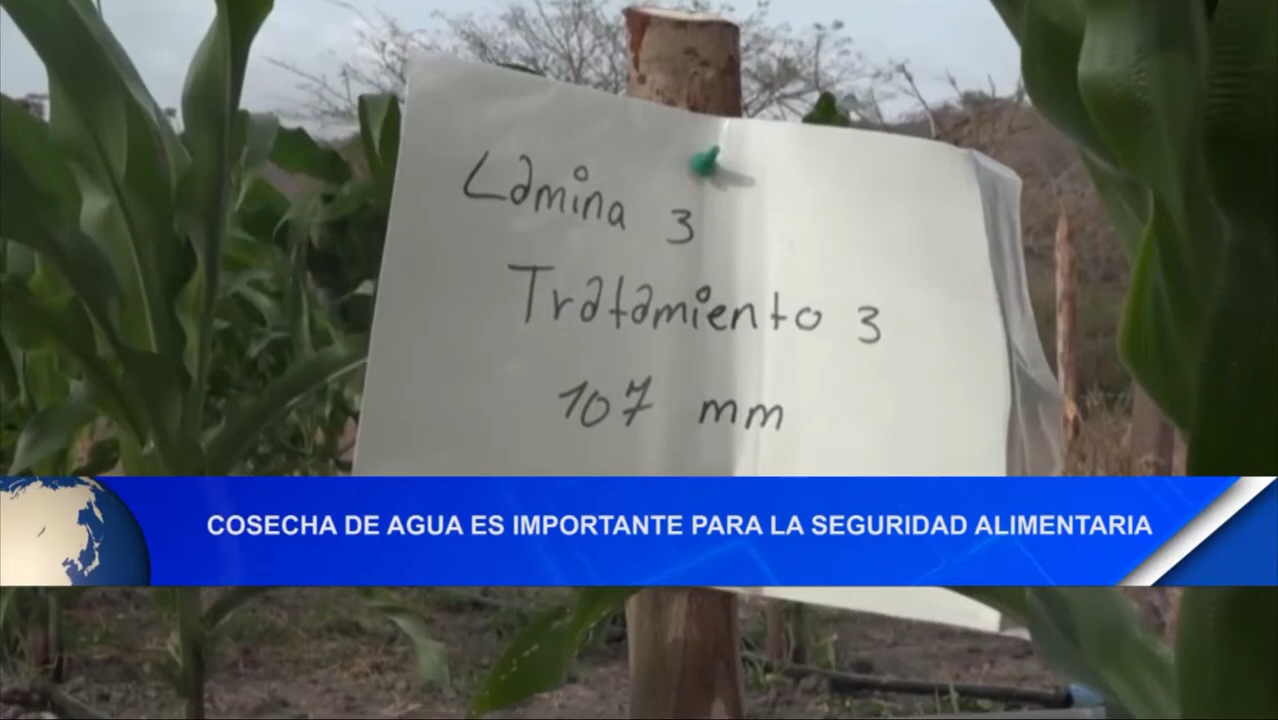 Lamina 3
Tratamiento 3
107 mm
COSECHA DE AGUA ES IMPORTANTE PARA LA SEGURIDAD ALIMENTARIA